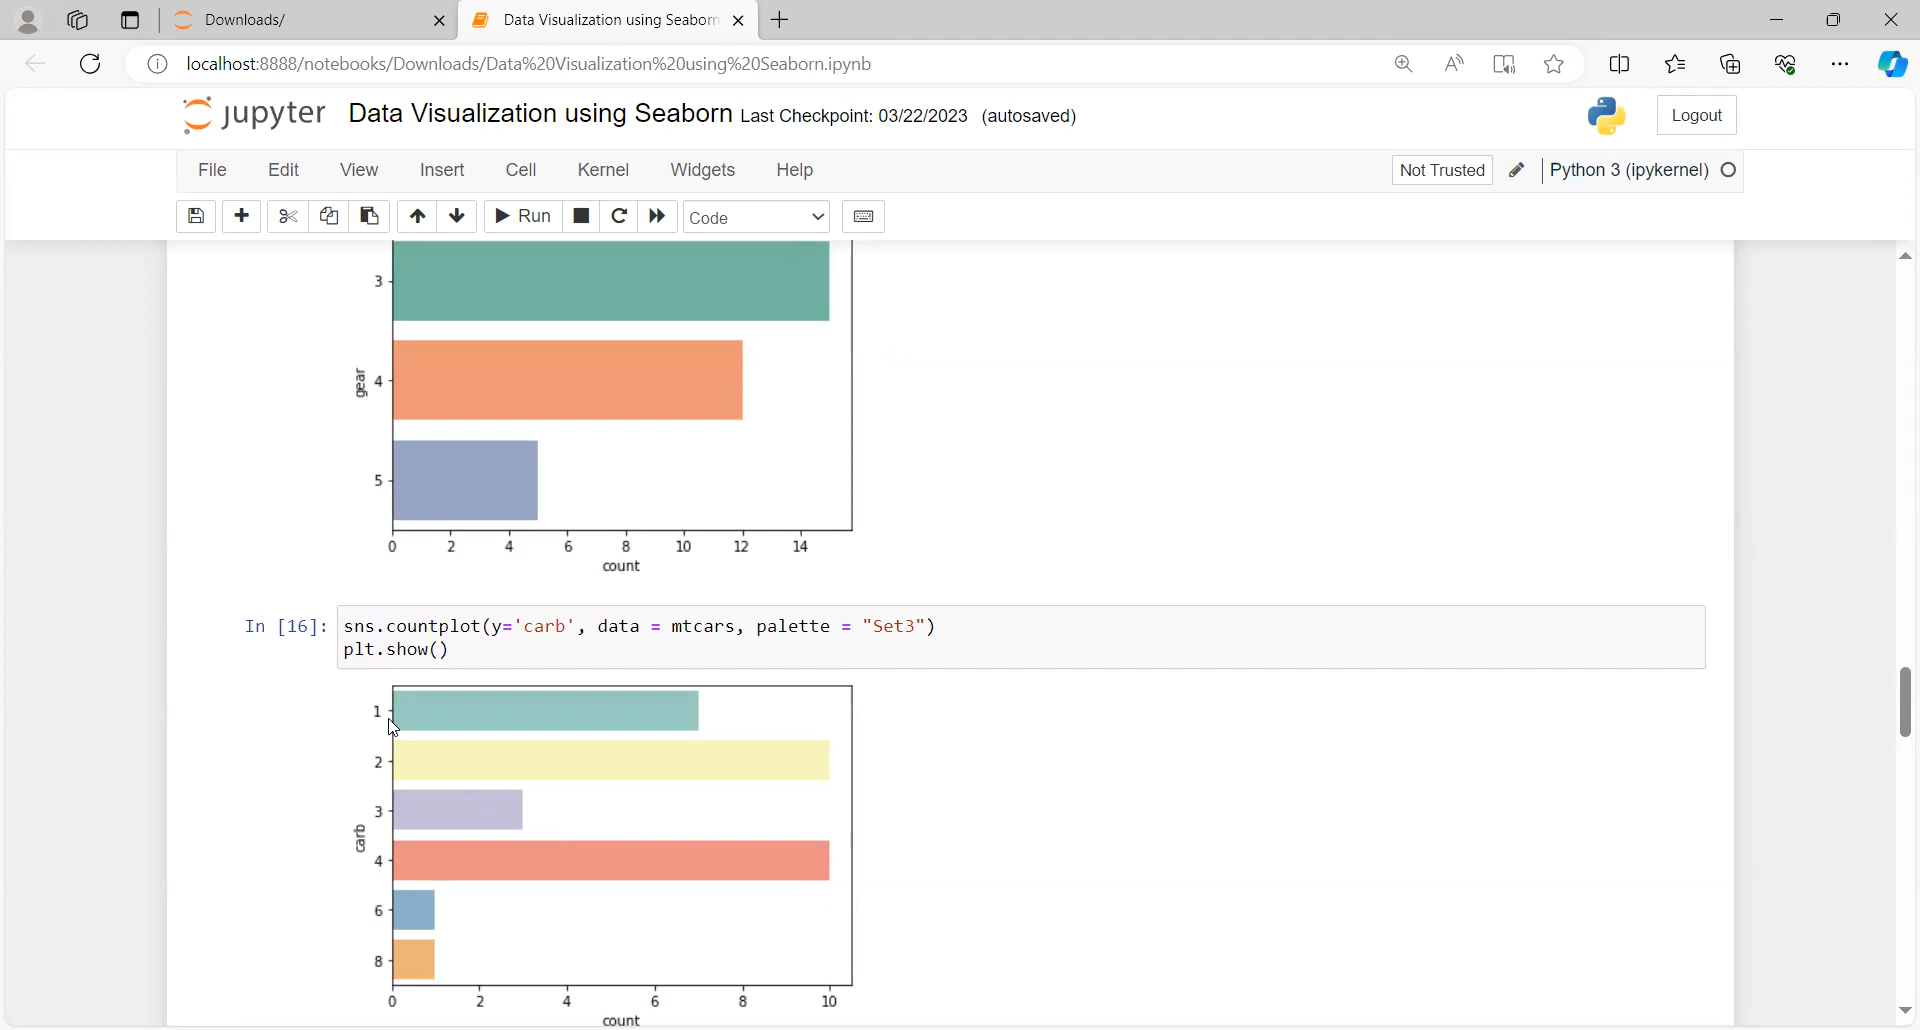 Downloads/
Data Visualization using Seaborn
localhost:8888/notebooks/Downloads/Data%20Visualization%20using%20Seaborn.ipynb
jupyter Data Visualization using Seaborn Last Checkpoint: 03/22/2023 (autosaved)
Logout
File Edit View Insert Cell Kernel Widgets Help
Not Trusted Python 3 (ipykernel)
Run Code
3
gear
4
5
0 2 4 6 8 10 12 14
count
In [16]: sns.countplot(y='carb', data = mtcars, palette = "Set3")
plt.show()
1
2
3
carb
4
6
8
0 2 4 6 8 10
count